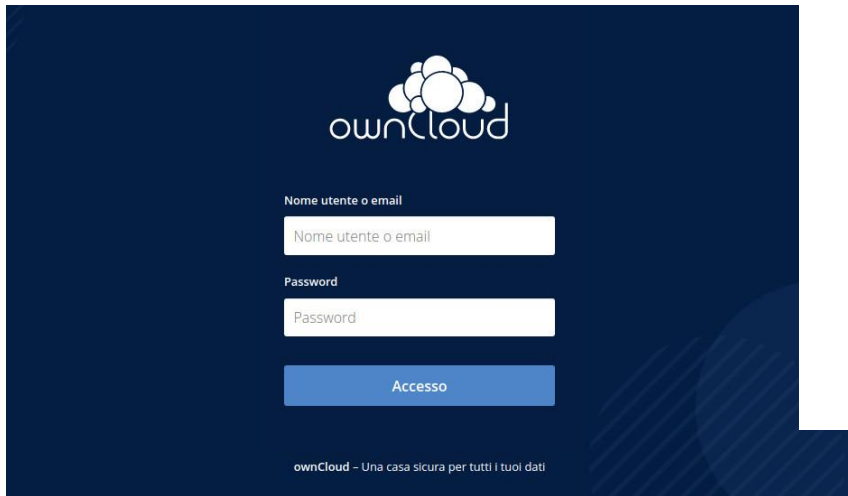 ownCloud
Nome utente o email
Nome utente o email
Password
Password
Accesso
ownCloud – Una casa sicura per tutti i tuoi dati